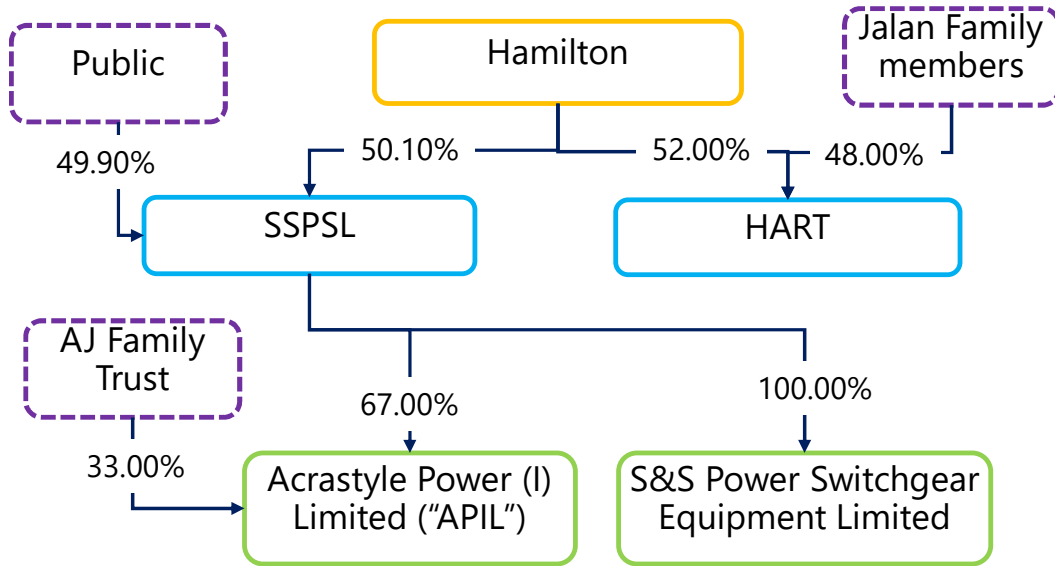 Public
Hamilton
Jalan Family
members
49.90%
50.10%
52.00%
48.00%
SSPSL
HART
AJ Family
Trust
67.00%
100.00%
33.00%
Acrastyle Power (I)
Limited (“APIL”)
S&S Power Switchgear
Equipment Limited